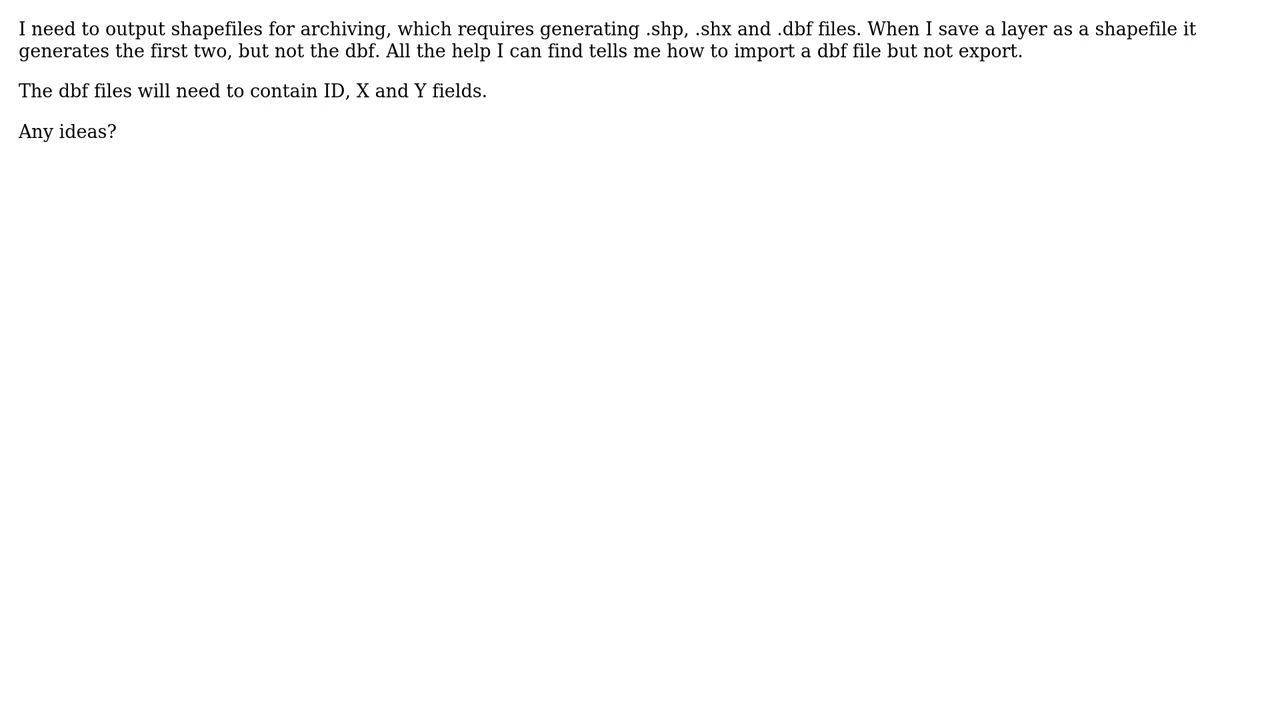 I need to output shapefiles for archiving, which requires generating .shp, .shx and .dbf files. When I save a layer as a shapefile it
generates the first two, but not the dbf. All the help I can find tells me how to import a dbf file but not export.
The dbf files will need to contain ID, X and Y fields.
Any ideas?